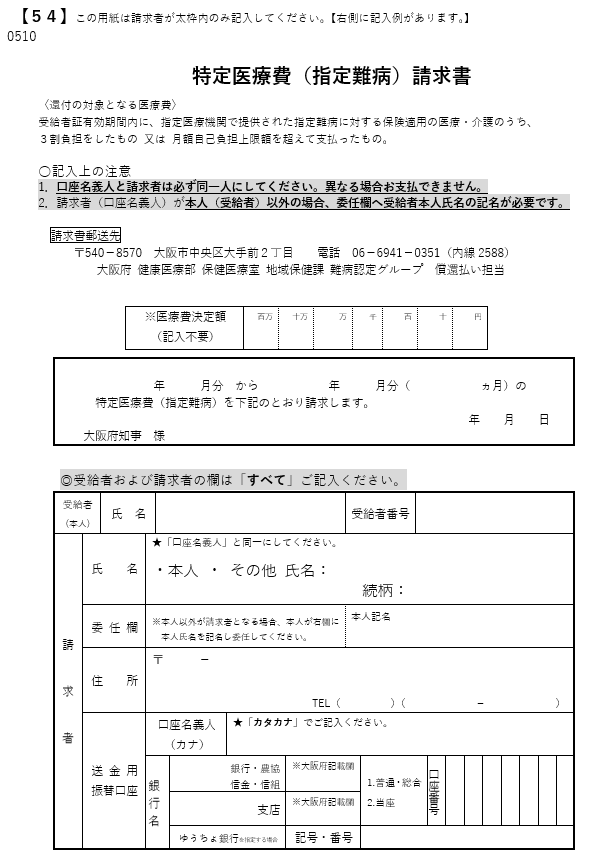 【５４】この用紙は請求者が太枠内のみ記入してください。【右側に記入例があります。】
0510
特定医療費（指定難病）請求書
〈還付の対象となる医療費〉
受給者証有効期間内に、指定医療機関で提供された指定難病に対する保険適用の医療・介護のうち、
３割負担をしたもの 又は 月額自己負担上限額を超えて支払ったもの。
〇記入上の注意
1. 口座名義人と請求者は必ず同一人にしてください。異なる場合お支払できません。
2. 請求者（口座名義人）が本人（受給者）以外の場合、委任欄へ受給者本人氏名の記名が必要です。
請求書郵送先
〒540－8570 大阪市中央区大手前２丁目 電話 06－6941－0351（内線 2588）
大阪府 健康医療部 保健医療室 地域保健課 難病認定グループ 償還払い担当
※医療費決定額 百万 十万 万 千 百 十 円
（記入不要）
年 月分 から 年 月分（ ヵ月）の
特定医療費（指定難病）を下記のとおり請求します。
年 月 日
大阪府知事 様
◎受給者および請求者の欄は「すべて」ご記入ください。
受給者
（本人）
氏 名
受給者番号
請求者
氏 名
★「口座名義人」と同一にしてください。
・本人 ・ その他 氏名：
続柄：
委 任 欄
※本人以外が請求者となる場合、本人が右欄に
本人氏名を記名し委任してください。
本人記名
住 所
〒 －
TEL（ ）（ － ）
送 金 用
振替口座
口座名義人
（カナ）
★「カタカナ」でご記入ください。
銀行名
銀行・農協
信金・信組
※大阪府記載欄
支店
※大阪府記載欄
1.普通・総合
2.当座
口座番号
ゆうちょ銀行を指定する場合
記号・番号